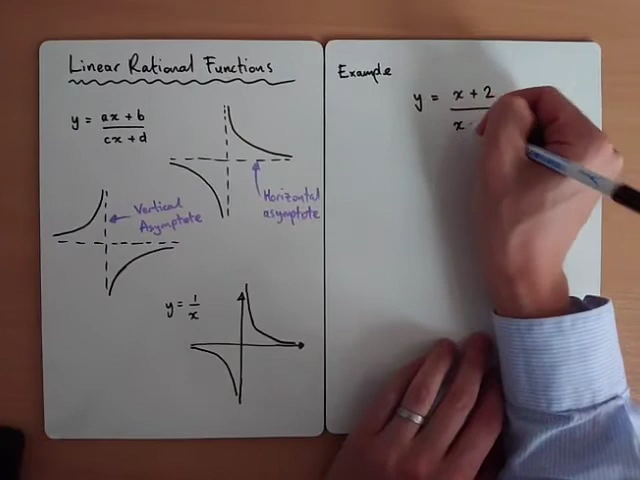 Linear Rational Functions
y = ax + b
cx + d
Horizontal
asymptote
Vertical
Asymptote
y = 1
x
Example
y = x + 2
x -